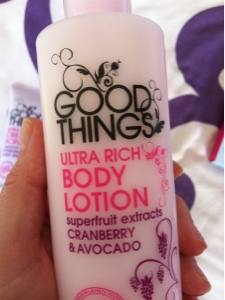 GOOD
THINGS
ULTRA RICH
BODY
LOTION
superfruit extracts
CRANBERRY
& AVOCADO